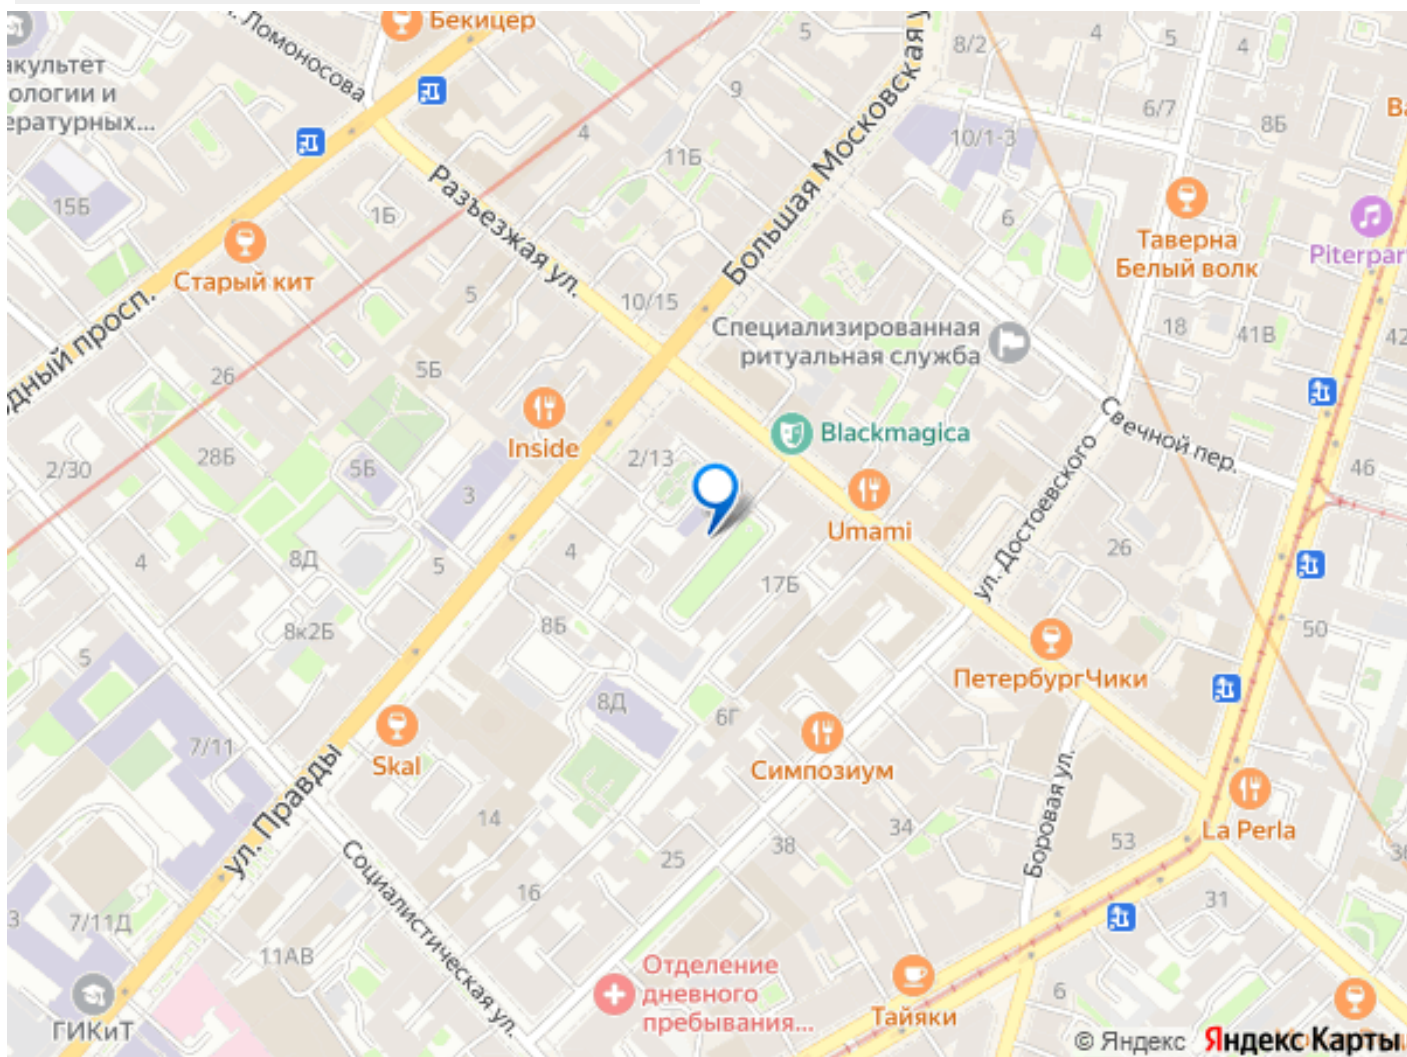 Бекицер
ул. Ломоносова
5
8/2
4
5
4
акультет
ологии и
ературных...
9
6/7
8Б
4
10/1-3
11Б
Большая Московская у
15Б
1Б
Разъезжая ул.
6
Таверна
Белый волк
Piterpar
Старый кит
5
10/15
Специализированная
ритуальная служба
18
41В
42
одный просп.
26
5Б
Inside
Blackmagica
Свечной пер.
2/30
28Б
5Б
3
2/13
46
Umami
ул. Достоевского
26
4
8Д
5
4
17Б
8к2Б
8Б
50
5
ПетербургЧики
8Д
6Г
7/11
Skal
Симпозиум
Боровая ул.
ул. Правды
La Perla
14
34
53
25
38
36
Социалистическая ул.
16
31
3
7/11Д
11АВ
Отделение
дневного
пребывания...
6
ГИКиТ
Тайяки
© Яндекс Яндекс Карты